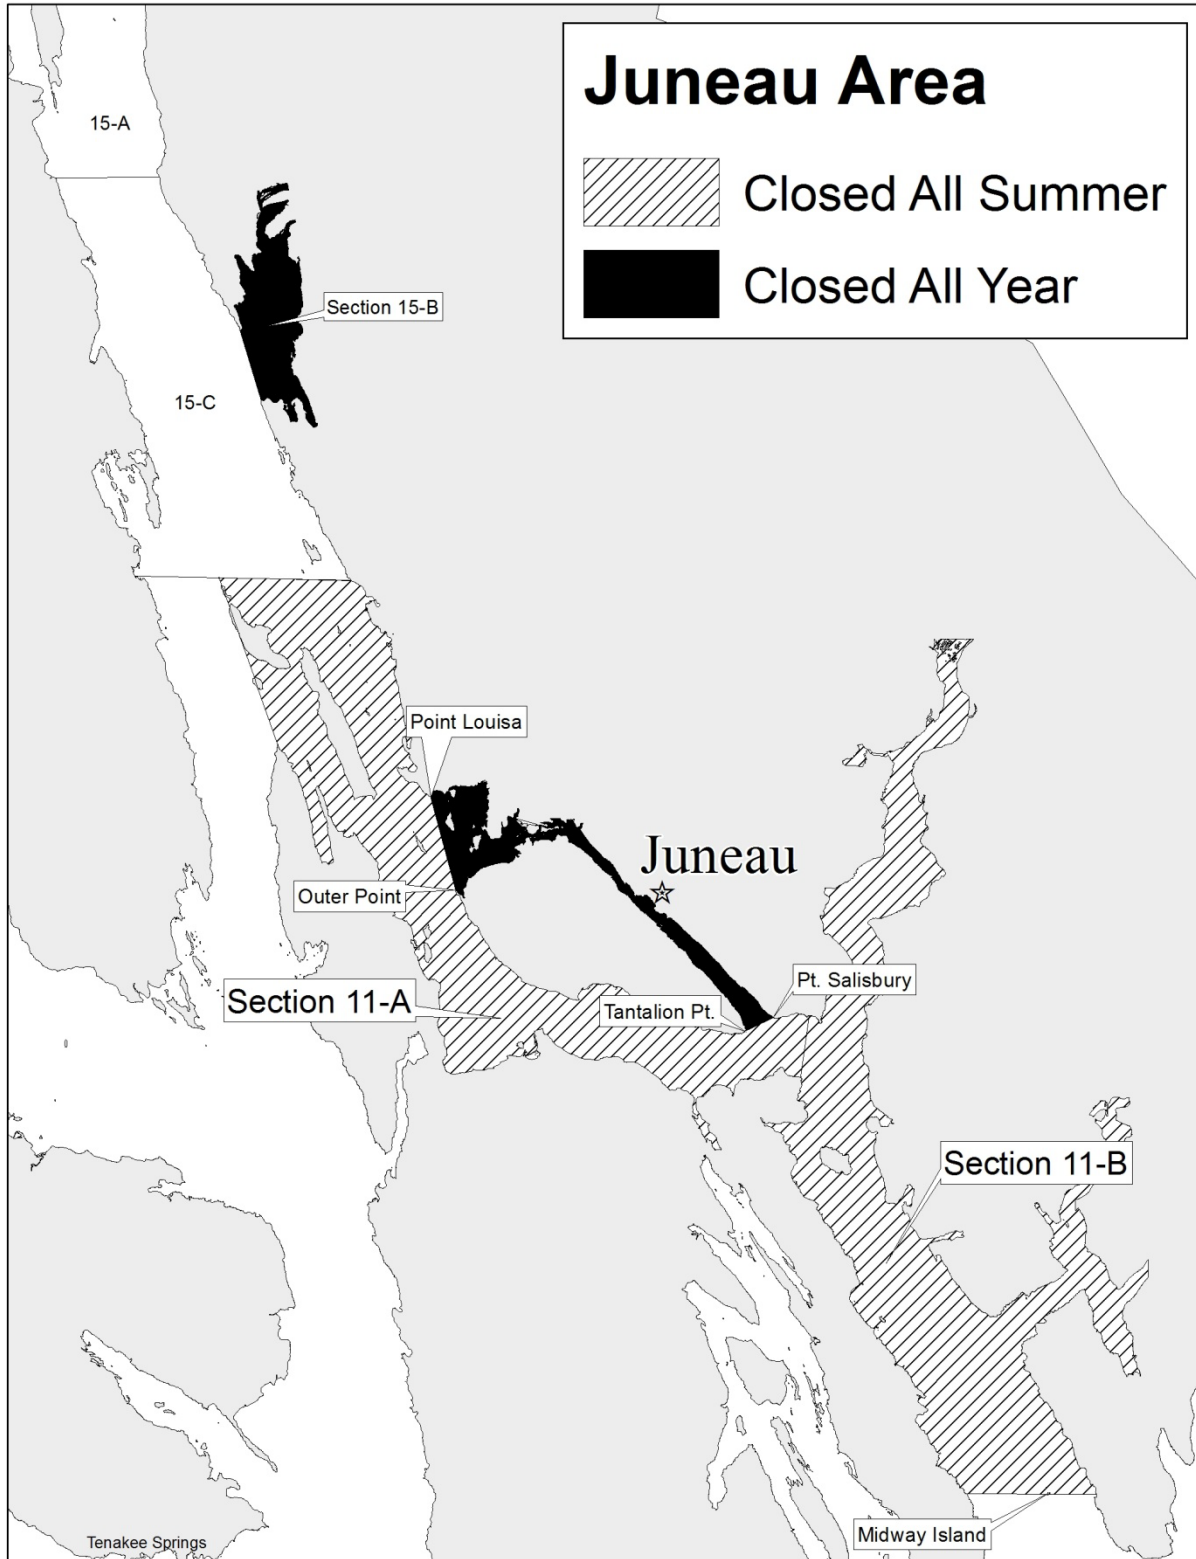 Juneau Area
Closed All Summer
Closed All Year
15-A
Section 15-B
15-C
Point Louisa
Juneau
Outer Point
Pt. Salisbury
Section 11-A
Tantalion Pt.
Section 11-B
Midway Island
Tenakee Springs